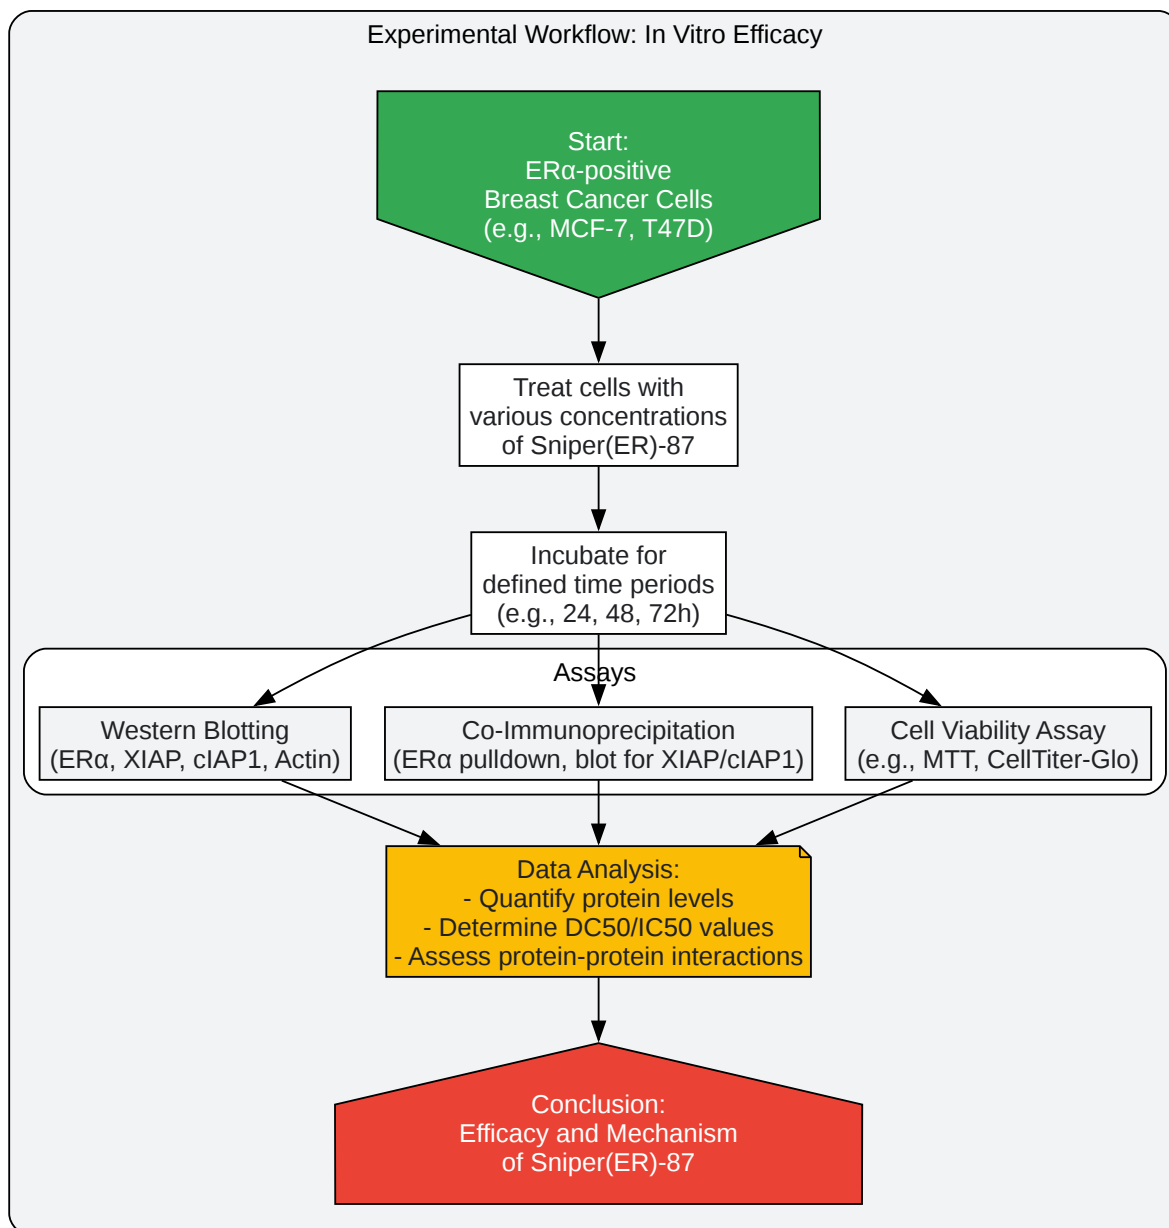 Experimental Workflow: In Vitro Efficacy
Start:
ERα-positive
Breast Cancer Cells
(e.g., MCF-7, T47D)
Treat cells with
various concentrations
of Sniper(ER)-87
Incubate for
defined time periods
(e.g., 24, 48, 72h)
Assays
Western Blotting
(ERα, XIAP, cIAP1, Actin)
Co-Immunoprecipitation
(ERα pulldown, blot for XIAP/cIAP1)
Cell Viability Assay
(e.g., MTT, CellTiter-Glo)
Data Analysis:
- Quantify protein levels
- Determine DC50/IC50 values
- Assess protein-protein interactions
Conclusion:
Efficacy and Mechanism
of Sniper(ER)-87